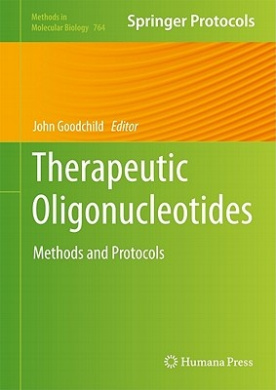 Methods in
Molecular Biology 764
Springer Protocols
John Goodchild Editor
Therapeutic
Oligonucleotides
Methods and Protocols
Humana Press